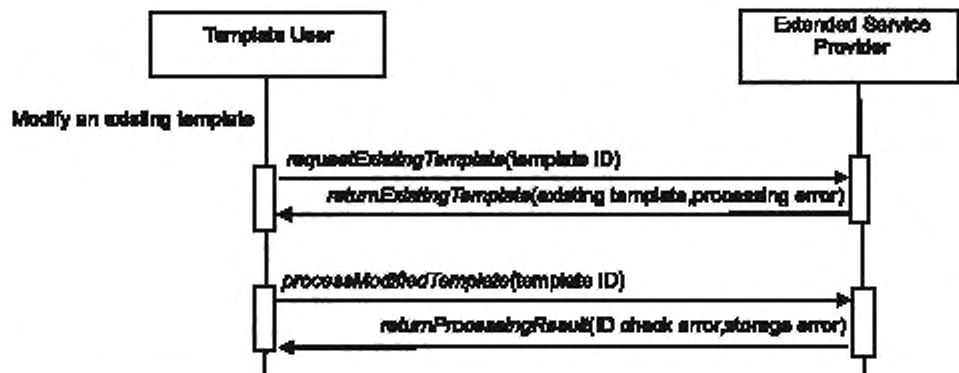 Template User
Extended Service
Provider
Modify an existing template
requestExistingTemplate(template ID)
returnExistingTemplate(existing template,processing error)
processModifiedTemplate(template ID)
returnProcessingResult(ID check error,storage error)